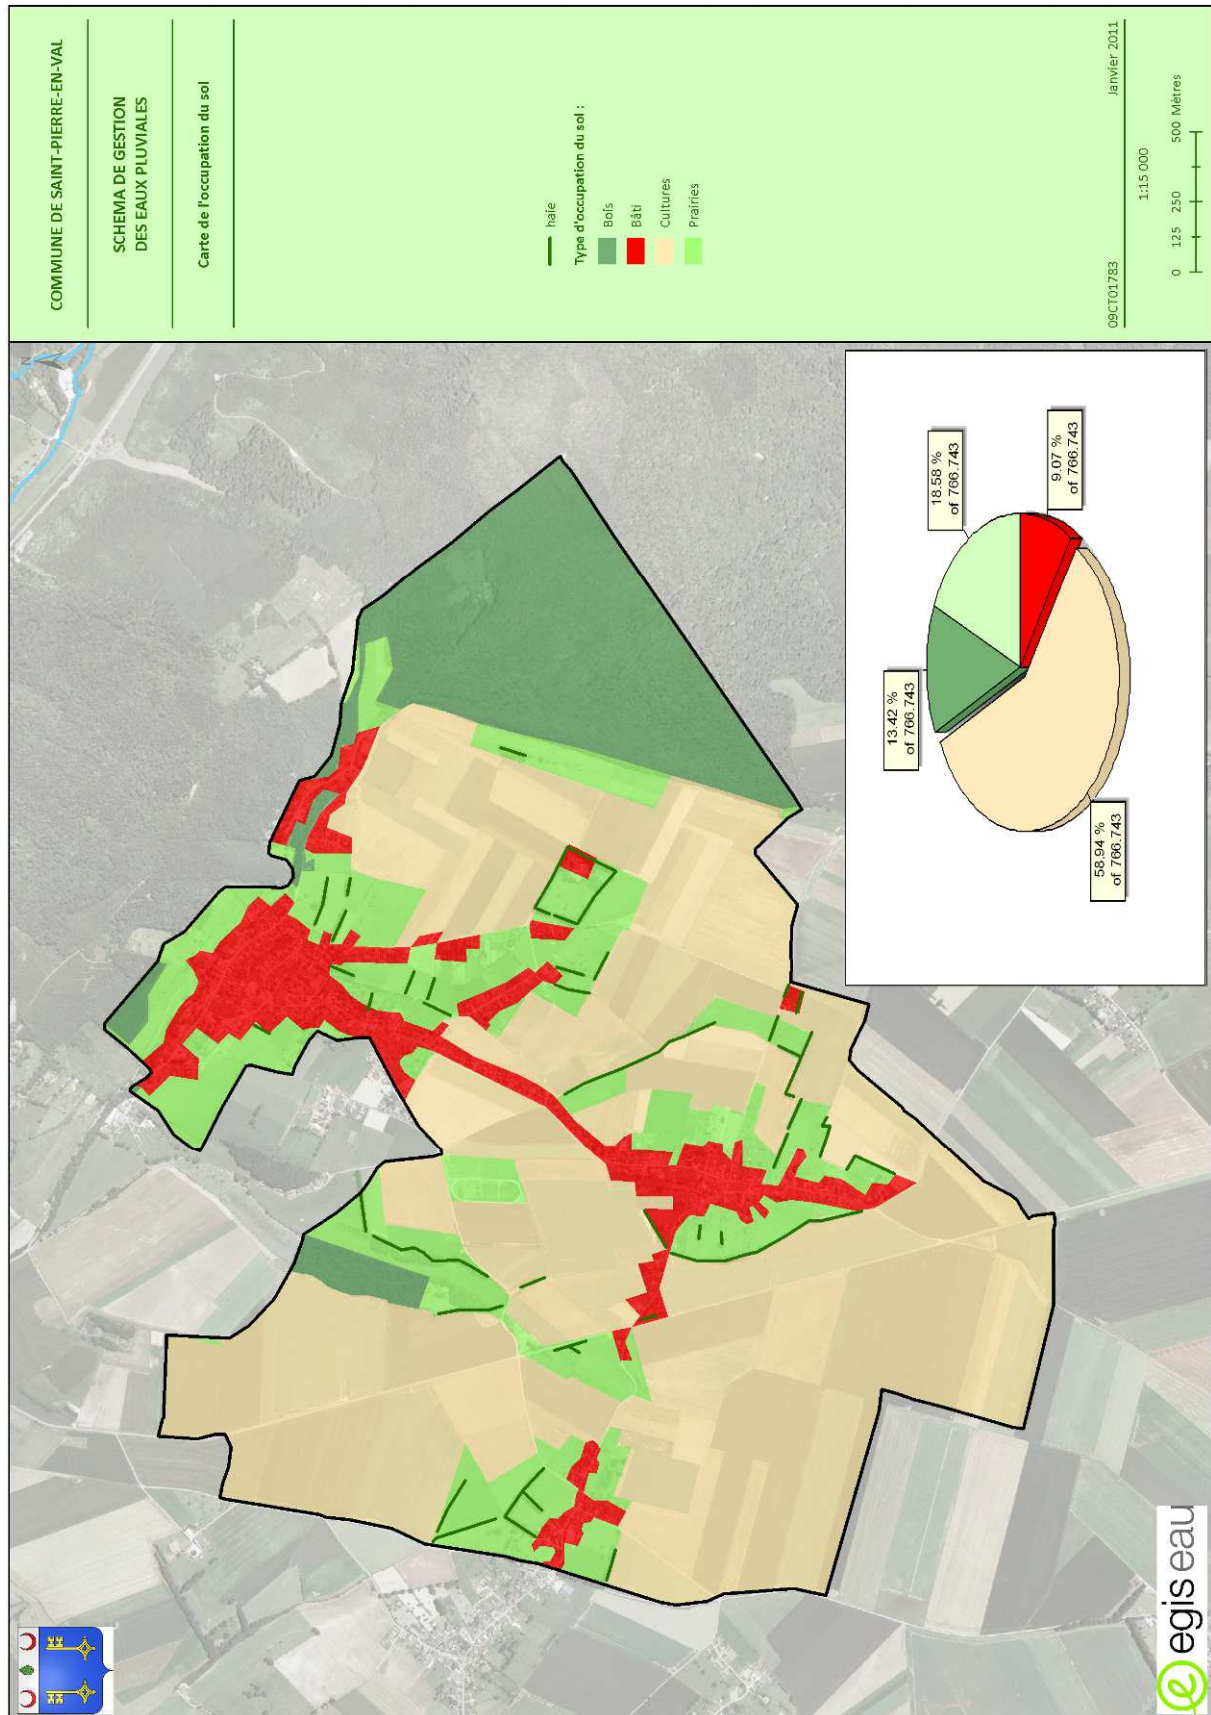 COMMUNE DE SAINT-PIERRE-EN-VAL
SCHEMA DE GESTION
DES EAUX PLUVIALES
Carte de l'occupation du sol
haie
Type d'occupation du sol :
Bois
Bâti
Cultures
Prairies
09CT01783
Janvier 2011
1:15 000
0 125 250 500 Mètres
13.42 %
of 766.743
18.58 %
of 766.743
58.94 %
of 766.743
9.07 %
of 766.743
egis eau